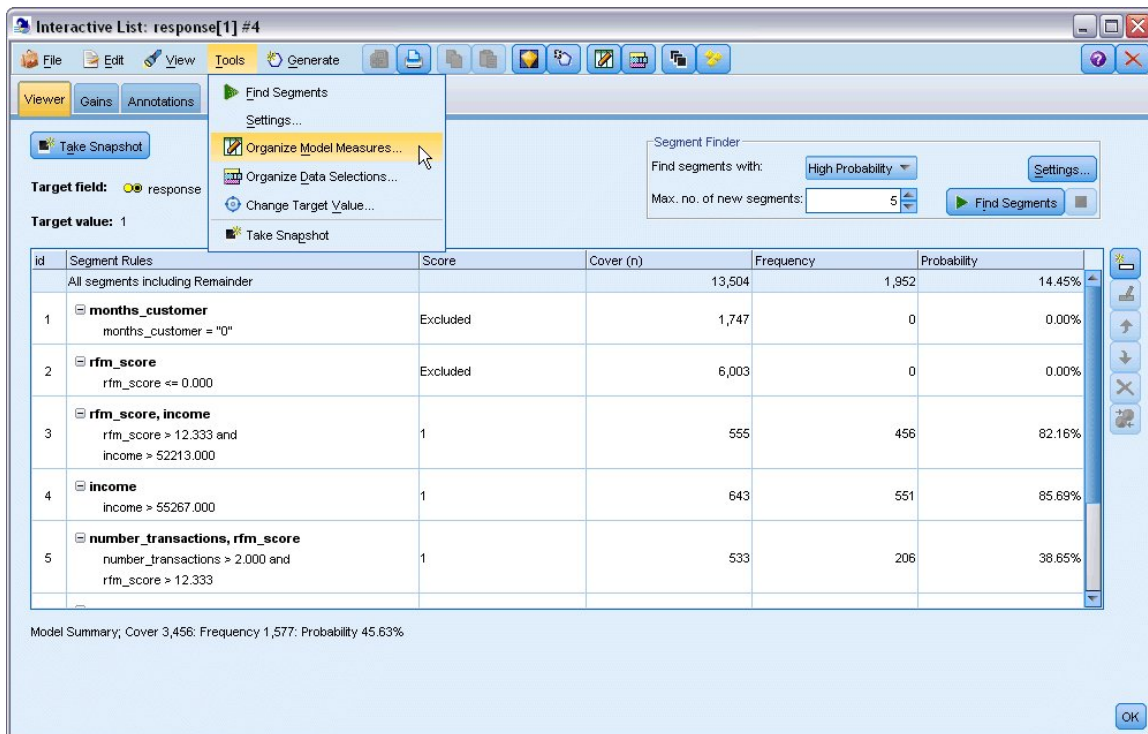 Interactive List: response[1] #4
File Edit View Tools Generate
Viewer Gains Annotations
Find Segments
Settings...
Organize Model Measures...
Organize Data Selections...
Change Target Value...
Take Snapshot
Take Snapshot
Target field: response
Target value: 1
Segment Finder
Find segments with: High Probability Settings...
Max. no. of new segments: 5 Find Segments
id Segment Rules Score Cover (n) Frequency Probability
All segments including Remainder 13,504 1,952 14.45%
1 months_customer Excluded 1,747 0 0.00%
months_customer = "0"
2 rfm_score Excluded 6,003 0 0.00%
rfm_score <= 0.000
3 rfm_score, income 1 555 456 82.16%
rfm_score > 12.333 and
income > 52213.000
4 income 1 643 551 85.69%
income > 55267.000
5 number_transactions, rfm_score 1 533 206 38.65%
number_transactions > 2.000 and
rfm_score > 12.333
Model Summary; Cover 3,456: Frequency 1,577: Probability 45.63%
OK